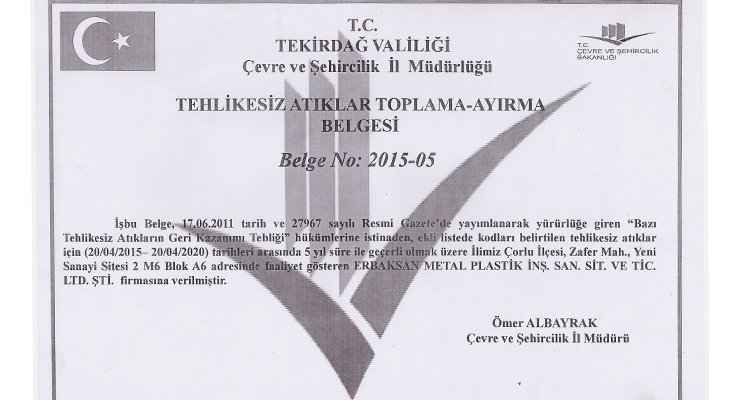 T.C.
TEKİRDAĞ VALİLİĞİ
Çevre ve Şehircilik İl Müdürlüğü
T.C.
ÇEVRE VE ŞEHİRCİLİK
BAKANLIĞI
TEHLİKESİZ ATIKLAR TOPLAMA-AYIRMA
BELGESİ
Belge No: 2015-05
İşbu Belge, 17.06.2011 tarih ve 27967 sayılı Resmi Gazete'de yayımlanarak yürürlüğe giren “Bazı
Tehlikesiz Atıkların Geri Kazanımı Tebliği” hükümlerine istinaden, ekli listede kodları belirtilen tehlikesiz atıklar
için (20/04/2015– 20/04/2020) tarihleri arasında 5 yıl süre ile geçerli olmak üzere İlimiz Çorlu İlçesi, Zafer Mah., Yeni
Sanayi Sitesi 2 M6 Blok A6 adresinde faaliyet gösteren ERBAKSAN METAL PLASTİK İNŞ. SAN. SİT. VE TİC.
LTD. ŞTİ. firmasına verilmiştir.
Ömer ALBAYRAK
Çevre ve Şehircilik İl Müdürü